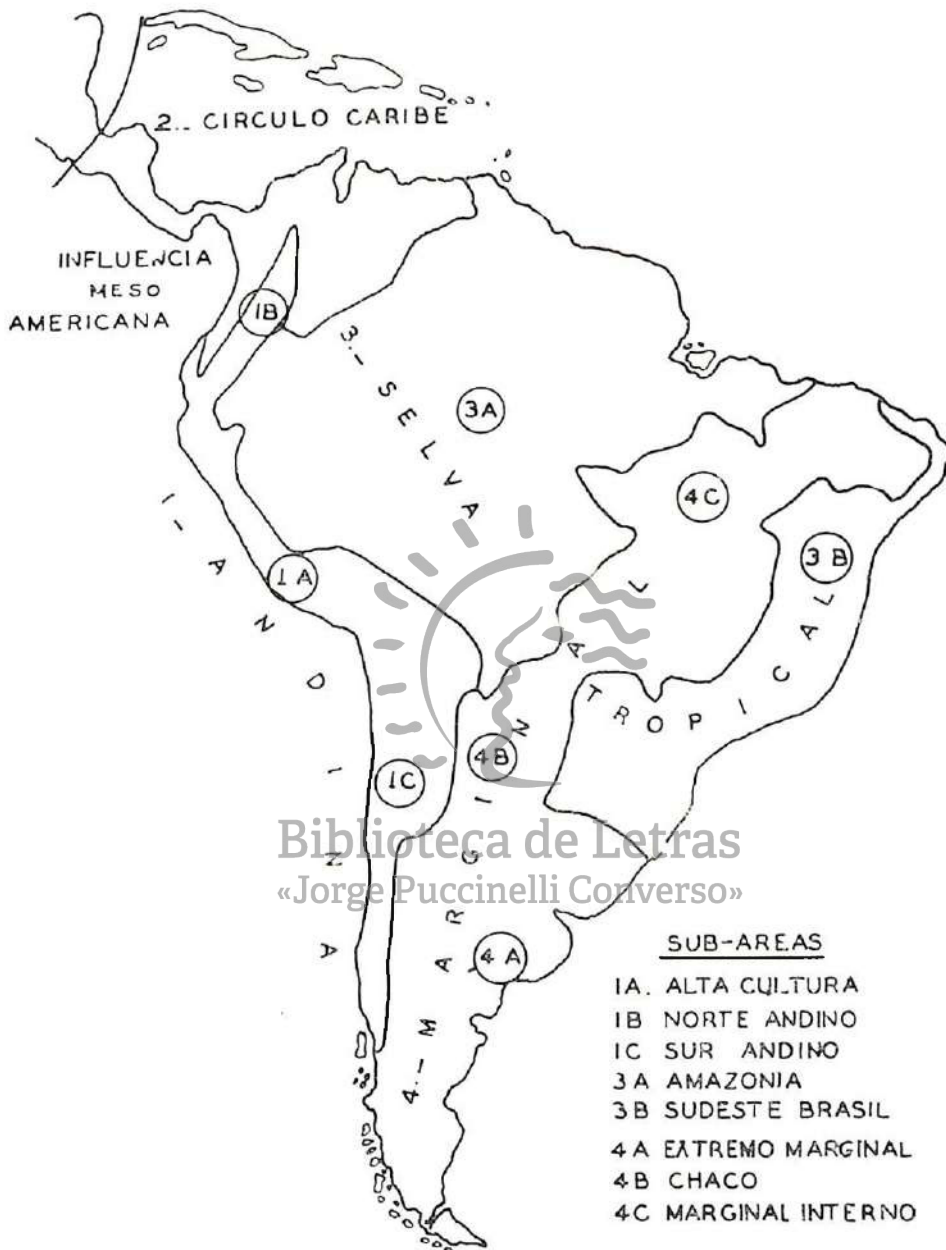 2.. CIRCULO CARIBE
INFLUENCIA
MESO
AMERICANA
1B
3.- SELVA
3A
4C
3B
1-ANDINA
1A
TROPICAL
4B
1C
4.-MARGINAL
Biblioteca de Letras
«Jorge Puccinelli Converso»
4A
SUB-AREAS
1A. ALTA CULTURA
1B NORTE ANDINO
1C SUR ANDINO
3A AMAZONIA
3B SUDESTE BRASIL
4A EXTREMO MARGINAL
4B CHACO
4C MARGINAL INTERNO